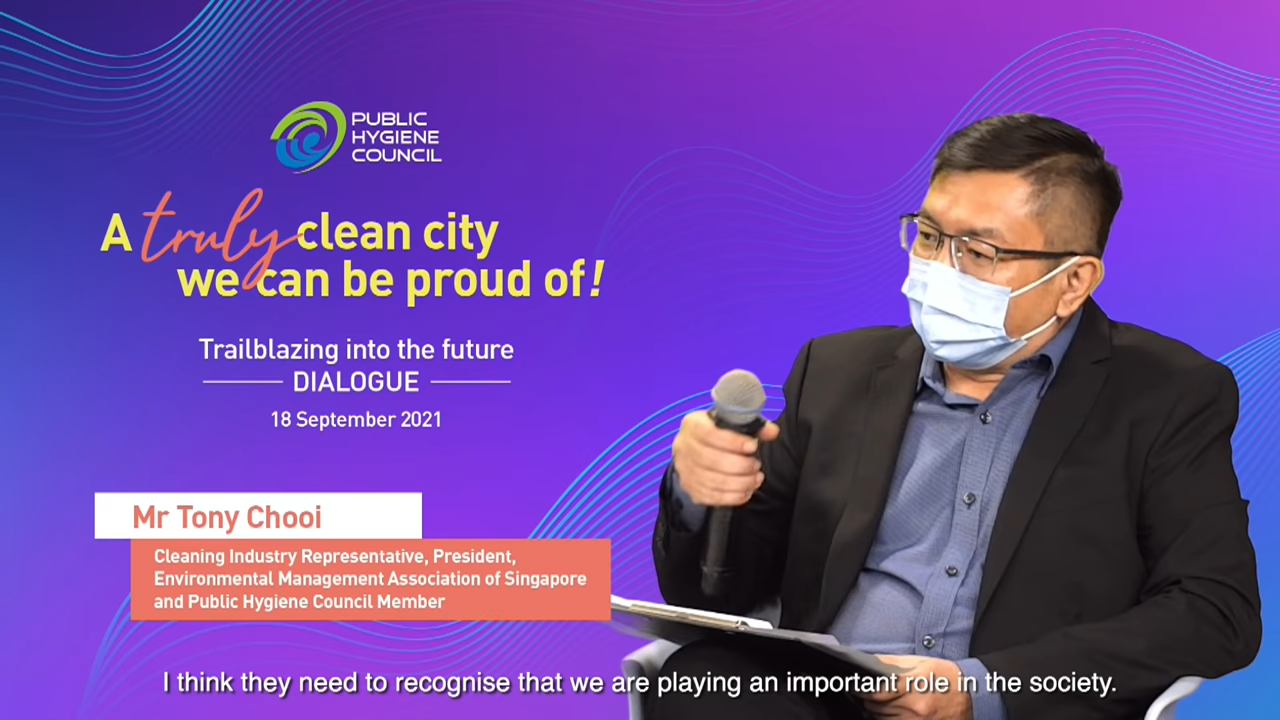 PUBLIC
HYGIENE
COUNCIL
A truly clean city
we can be proud of!
Trailblazing into the future
DIALOGUE
18 September 2021
Mr Tony Chooi
Cleaning Industry Representative, President,
Environmental Management Association of Singapore
and Public Hygiene Council Member
I think they need to recognise that we are playing an important role in the society.